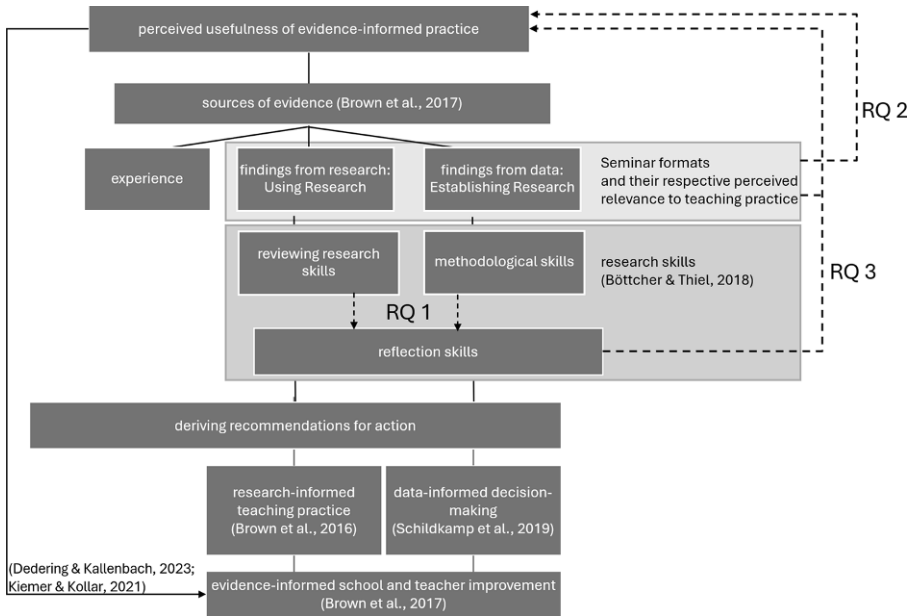 perceived usefulness of evidence-informed practice
sources of evidence (Brown et al., 2017)
RQ 2
experience
findings from research:
Using Research
findings from data:
Establishing Research
Seminar formats
and their respective perceived
relevance to teaching practice
reviewing research
skills
methodological skills
research skills
(Böttcher & Thiel, 2018)
RQ 3
RQ 1
reflection skills
deriving recommendations for action
research-informed
teaching practice
(Brown et al., 2016)
data-informed decision-
making
(Schildkamp et al., 2019)
(Dedering & Kallenbach, 2023;
Kiemer & Kollar, 2021)
evidence-informed school and teacher improvement
(Brown et al., 2017)